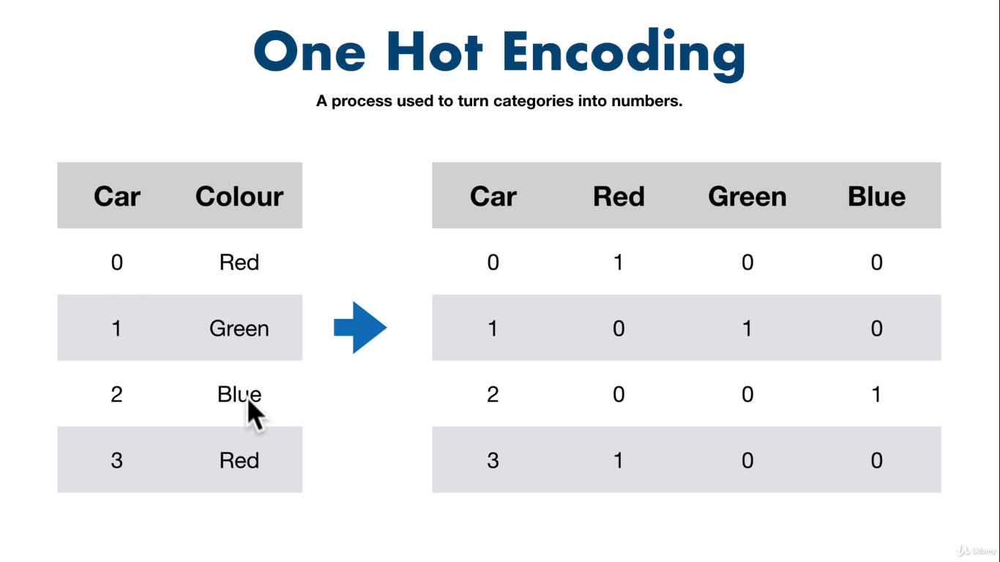 One Hot Encoding
A process used to turn categories into numbers.
Car Colour
0 Red
1 Green
2 Blue
3 Red
Car Red Green Blue
0 1 0 0
1 0 1 0
2 0 0 1
3 1 0 0
Udemy